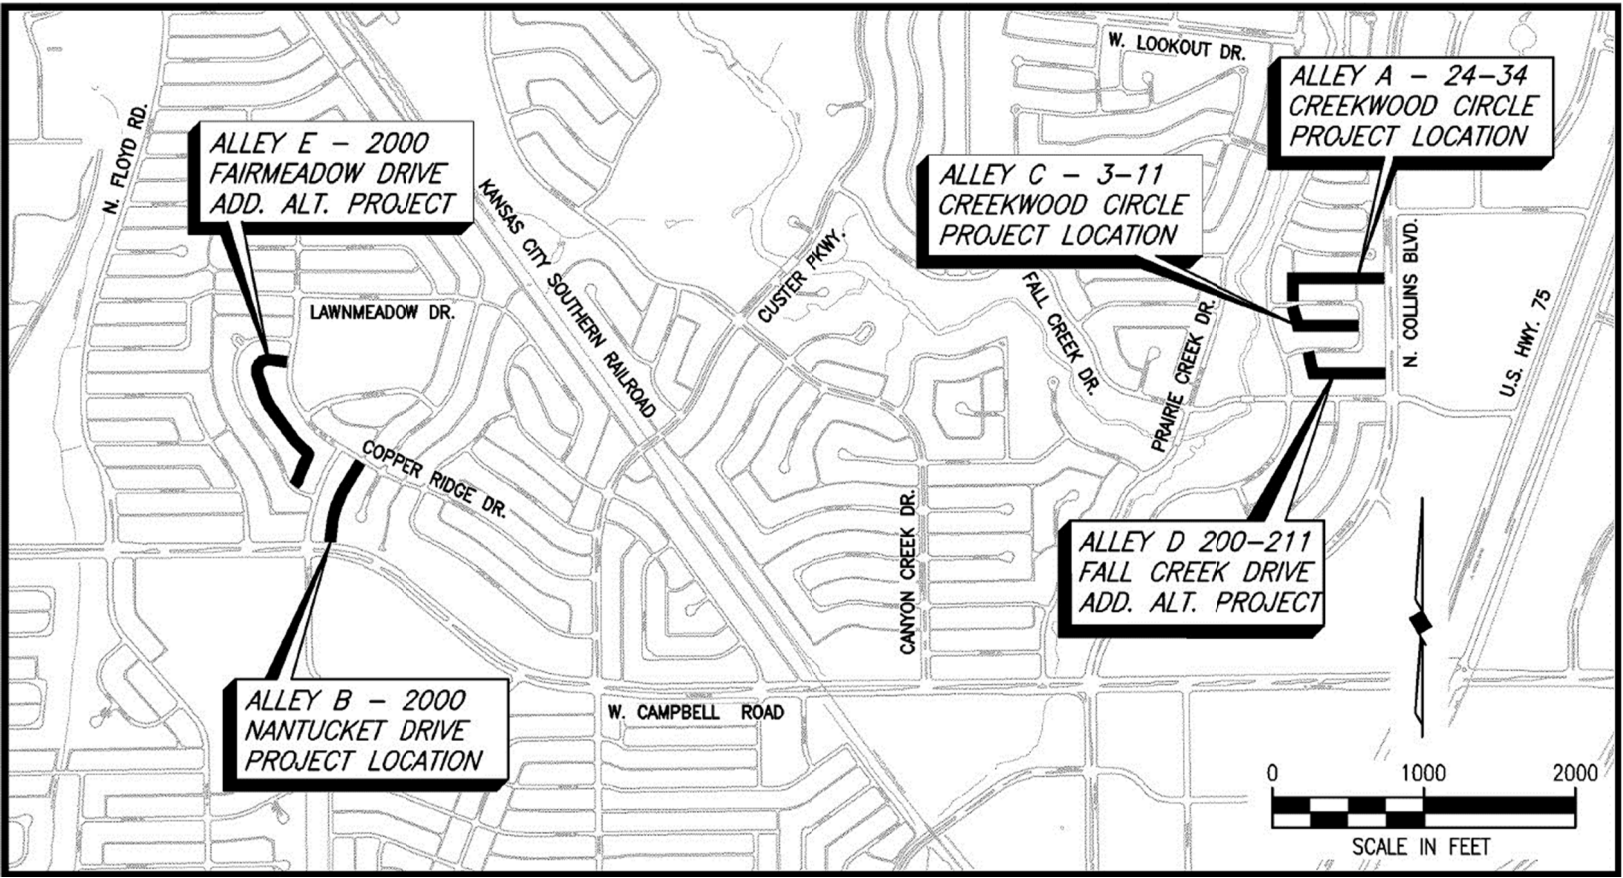 W. LOOKOUT DR.
ALLEY A - 24-34
CREEKWOOD CIRCLE
PROJECT LOCATION
N. FLOYD RD.
ALLEY E - 2000
FAIRMEADOW DRIVE
ADD. ALT. PROJECT
ALLEY C - 3-11
CREEKWOOD CIRCLE
PROJECT LOCATION
KANSAS CITY SOUTHERN RAILROAD
CUSTER PKWY.
FALL CREEK DR.
PRAIRIE CREEK DR.
N. COLLINS BLVD.
U.S. HWY. 75
LAWNMEADOW DR.
COPPER RIDGE DR.
CANYON CREEK DR.
ALLEY D 200-211
FALL CREEK DRIVE
ADD. ALT. PROJECT
ALLEY B - 2000
NANTUCKET DRIVE
PROJECT LOCATION
W. CAMPBELL ROAD
0 1000 2000
SCALE IN FEET